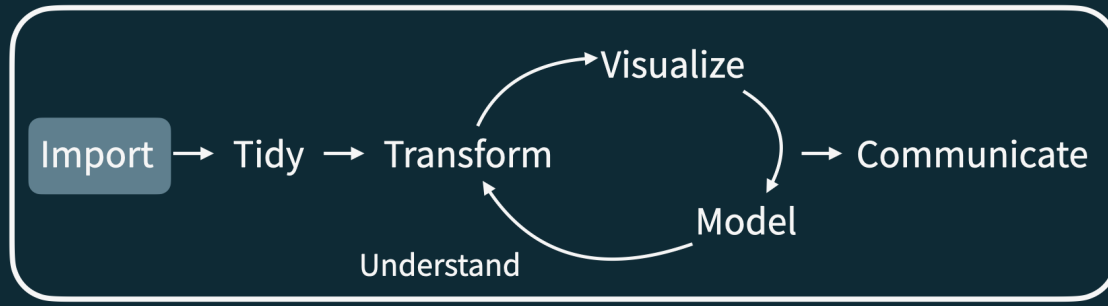 Visualize
Import Tidy Transform Communicate
Model
Understand